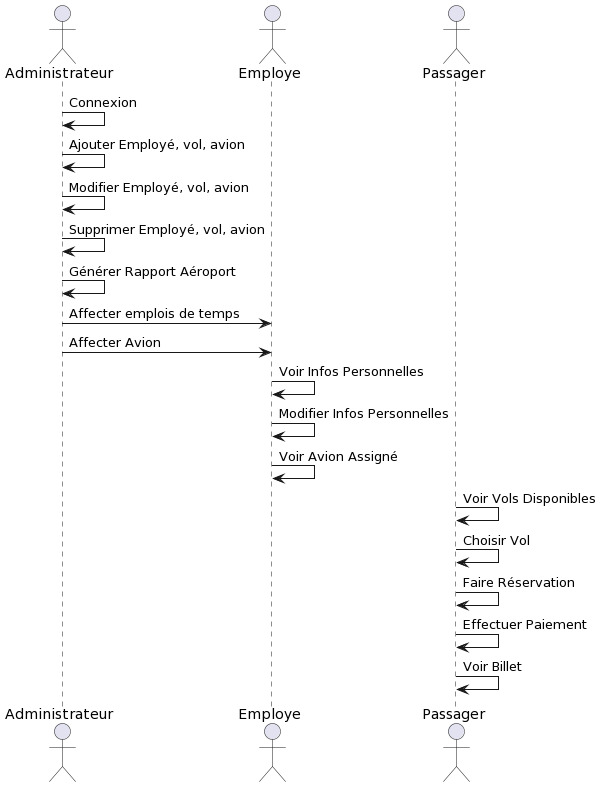 Administrateur Employe Passager
Connexion
Ajouter Employé, vol, avion
Modifier Employé, vol, avion
Supprimer Employé, vol, avion
Générer Rapport Aéroport
Affecter emplois de temps
Affecter Avion
Voir Infos Personnelles
Modifier Infos Personnelles
Voir Avion Assigné
Voir Vols Disponibles
Choisir Vol
Faire Réservation
Effectuer Paiement
Voir Billet
Administrateur Employe Passager